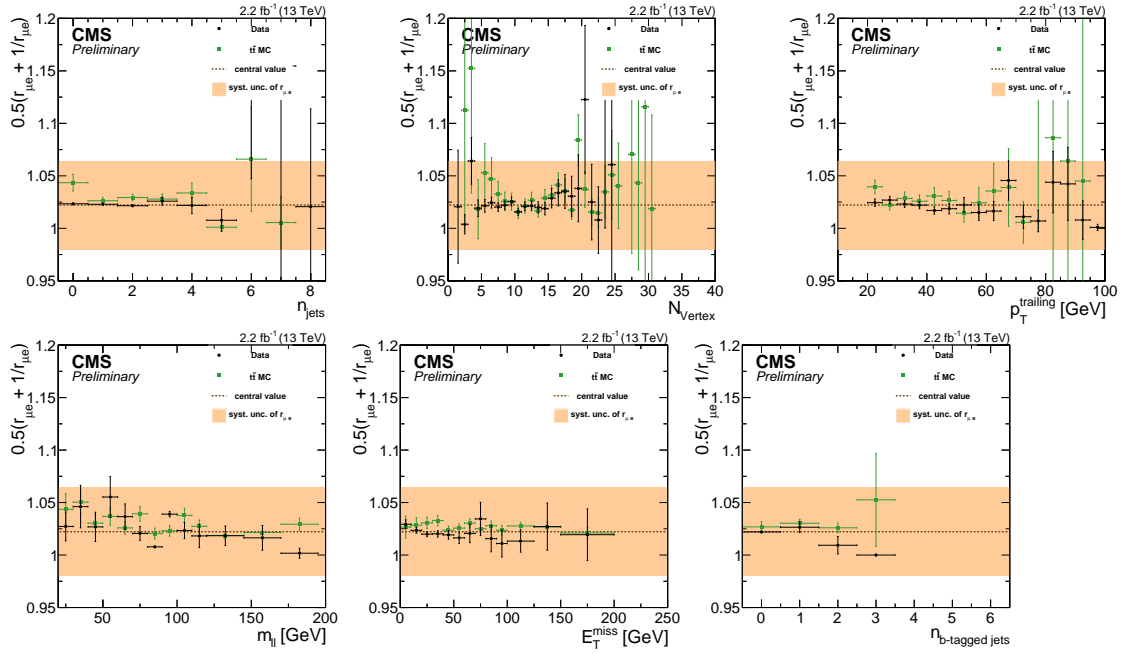 2.2 fb⁻¹ (13 TeV)
CMS
Preliminary
Data
tt̄ MC
central value
syst. unc. of r_μe
0.5(r_μe + 1/r_μe)
1.2
1.15
1.1
1.05
1
0.95
0 2 4 6 8
n_jets
2.2 fb⁻¹ (13 TeV)
CMS
Preliminary
Data
tt̄ MC
central value
syst. unc. of r_μe
0.5(r_μe + 1/r_μe)
1.2
1.15
1.1
1.05
1
0.95
0 5 10 15 20 25 30 35 40
N_Vertex
2.2 fb⁻¹ (13 TeV)
CMS
Preliminary
Data
tt̄ MC
central value
syst. unc. of r_μe
0.5(r_μe + 1/r_μe)
1.2
1.15
1.1
1.05
1
0.95
20 40 60 80 100
p_T^trailing [GeV]
2.2 fb⁻¹ (13 TeV)
CMS
Preliminary
Data
tt̄ MC
central value
syst. unc. of r_μe
0.5(r_μe + 1/r_μe)
1.2
1.15
1.1
1.05
1
0.95
50 100 150 200
m_ll [GeV]
2.2 fb⁻¹ (13 TeV)
CMS
Preliminary
Data
tt̄ MC
central value
syst. unc. of r_μe
0.5(r_μe + 1/r_μe)
1.2
1.15
1.1
1.05
1
0.95
0 50 100 150 200 250
E_T^miss [GeV]
2.2 fb⁻¹ (13 TeV)
CMS
Preliminary
Data
tt̄ MC
central value
syst. unc. of r_μe
0.5(r_μe + 1/r_μe)
1.2
1.15
1.1
1.05
1
0.95
0 1 2 3 4 5 6
n_b-tagged jets